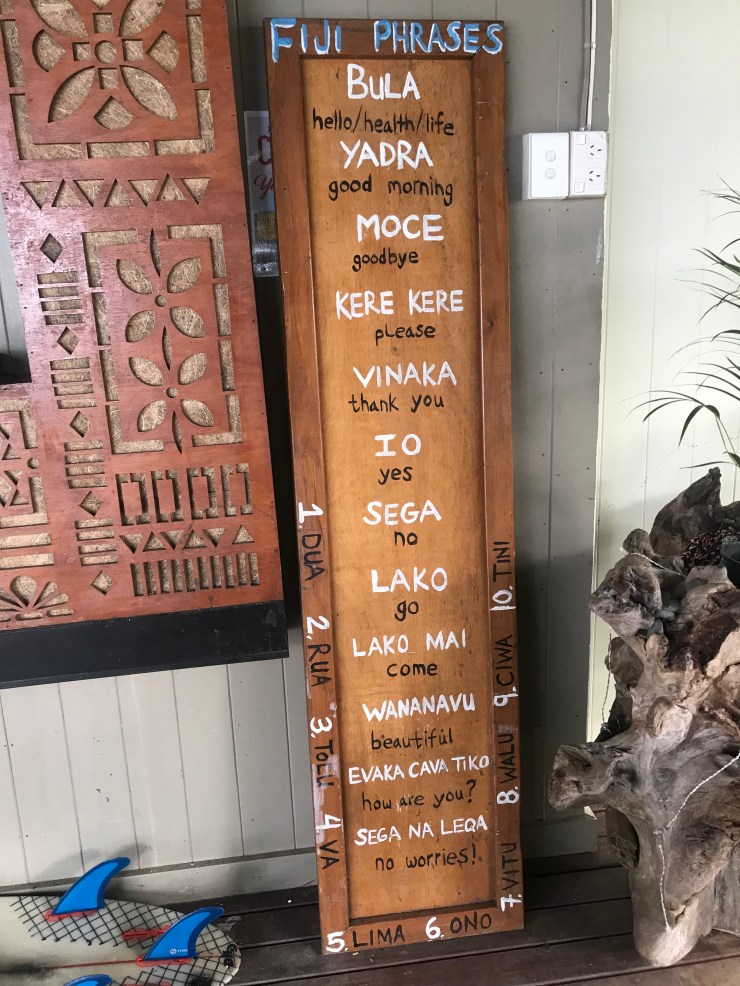 FIJI PHRASES
BULA
hello/health/life
YADRA
good morning
MOCE
goodbye
KERE KERE
please
VINAKA
thank you
IO
yes
SEGA
no
LAKO
go
LAKO MAI
come
WANANAVU
beautiful
EVAKA CAVA TIKO
how are you?
SEGA NA LEQA
no worries!
1. DUA
2. RUA
3. TOLU
4 VA
5. LIMA
6. ONO
7. VITU
8. WALU
9. CIWA
10. TINI